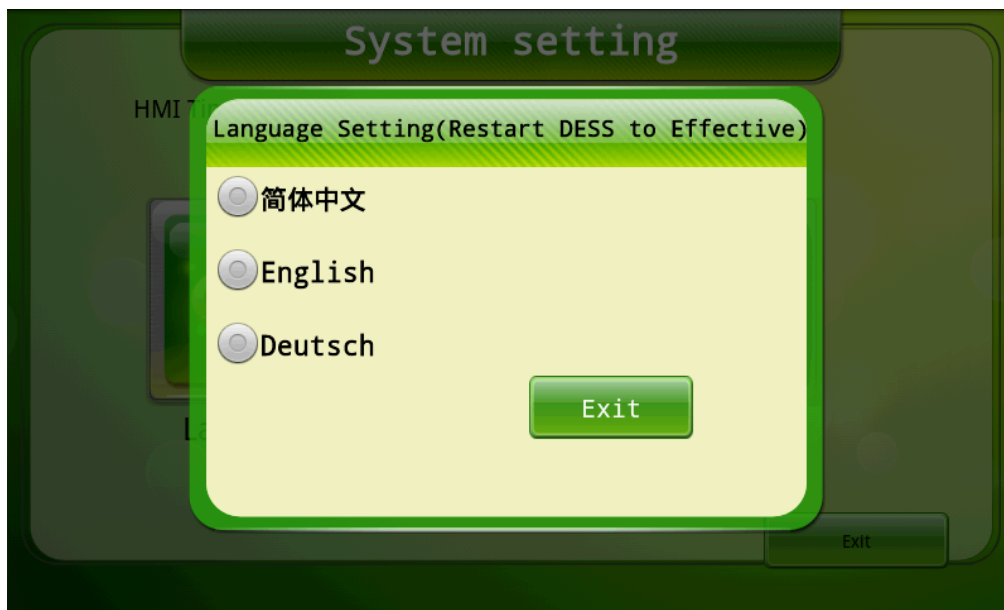 System setting
HMI
Language Setting(Restart DESS to Effective)
简体中文
English
Deutsch
Exit
Exit